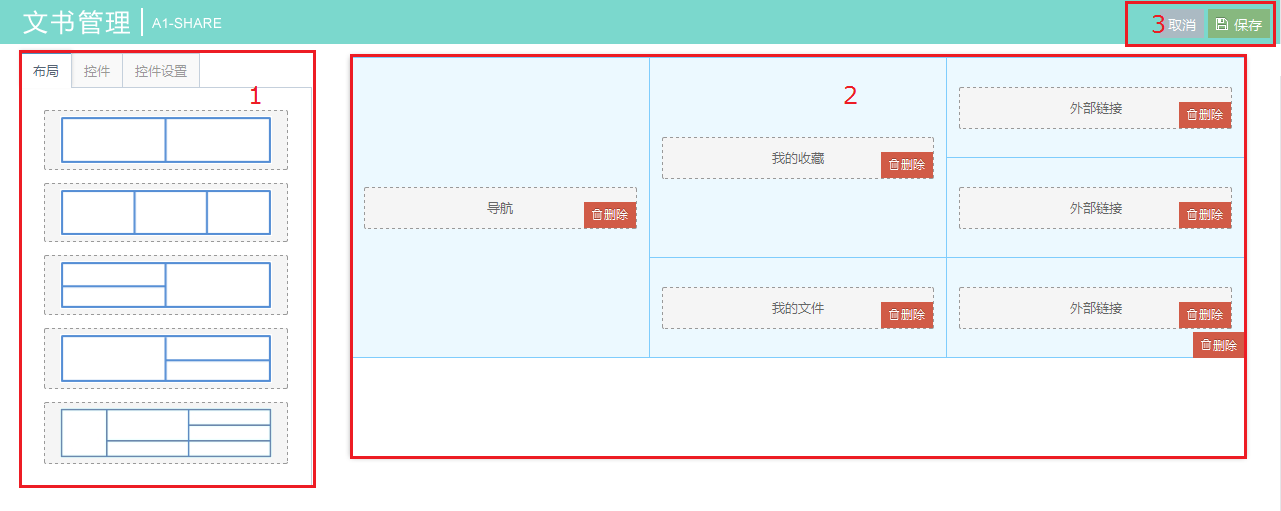 文书管理 A1-SHARE
3 取消 保存
布局 控件 控件设置
1
2
外部链接 删除
我的收藏 删除
导航 删除
外部链接 删除
我的文件 删除
外部链接 删除
删除